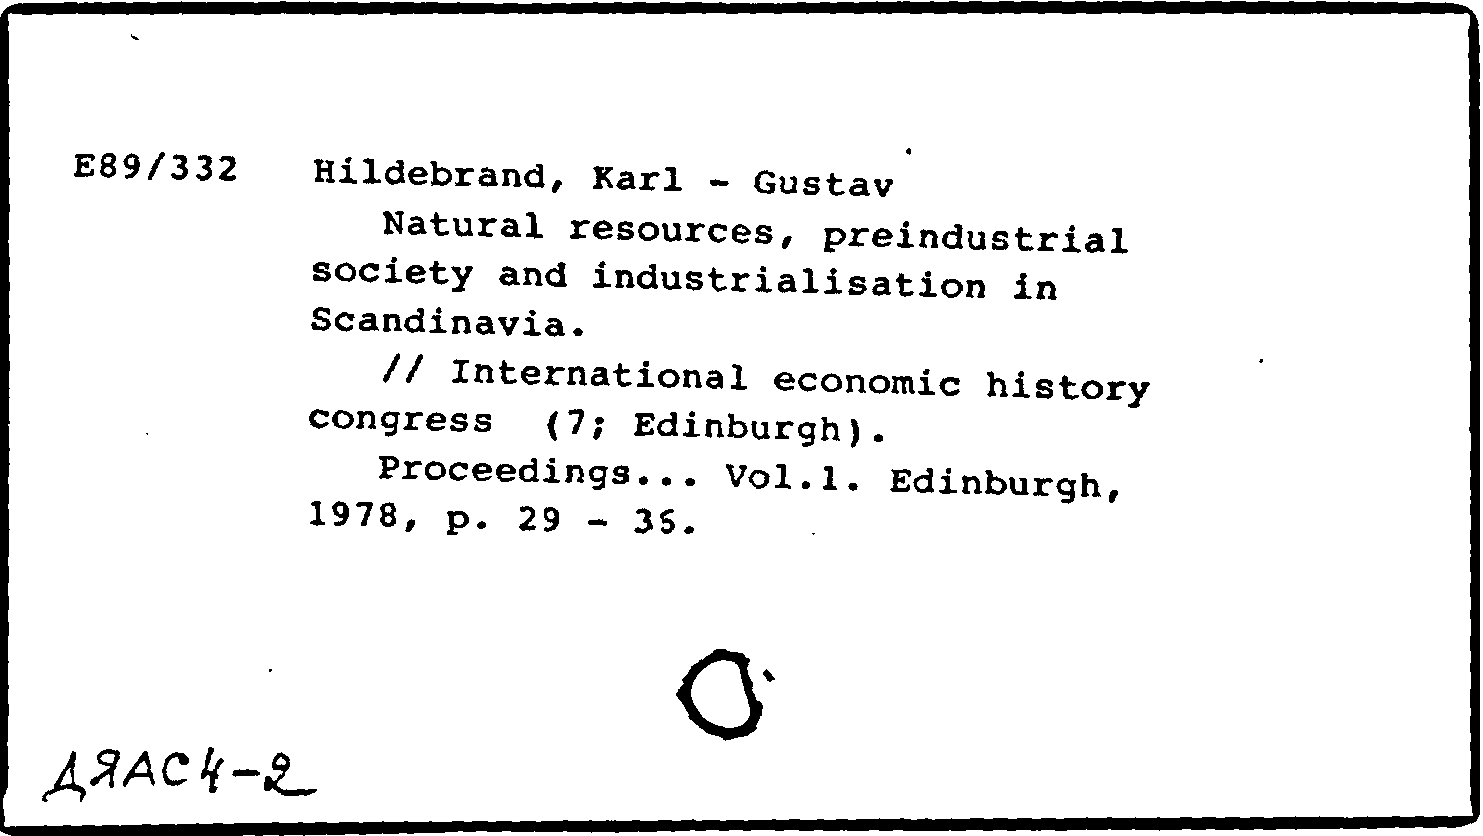 E89/332 Hildebrand, Karl - Gustav
Natural resources, preindustrial
society and industrialisation in
Scandinavia.
// International economic history
congress (7; Edinburgh).
Proceedings... Vol.1. Edinburgh,
1978, p. 29 - 35.
ДЯАС4-2